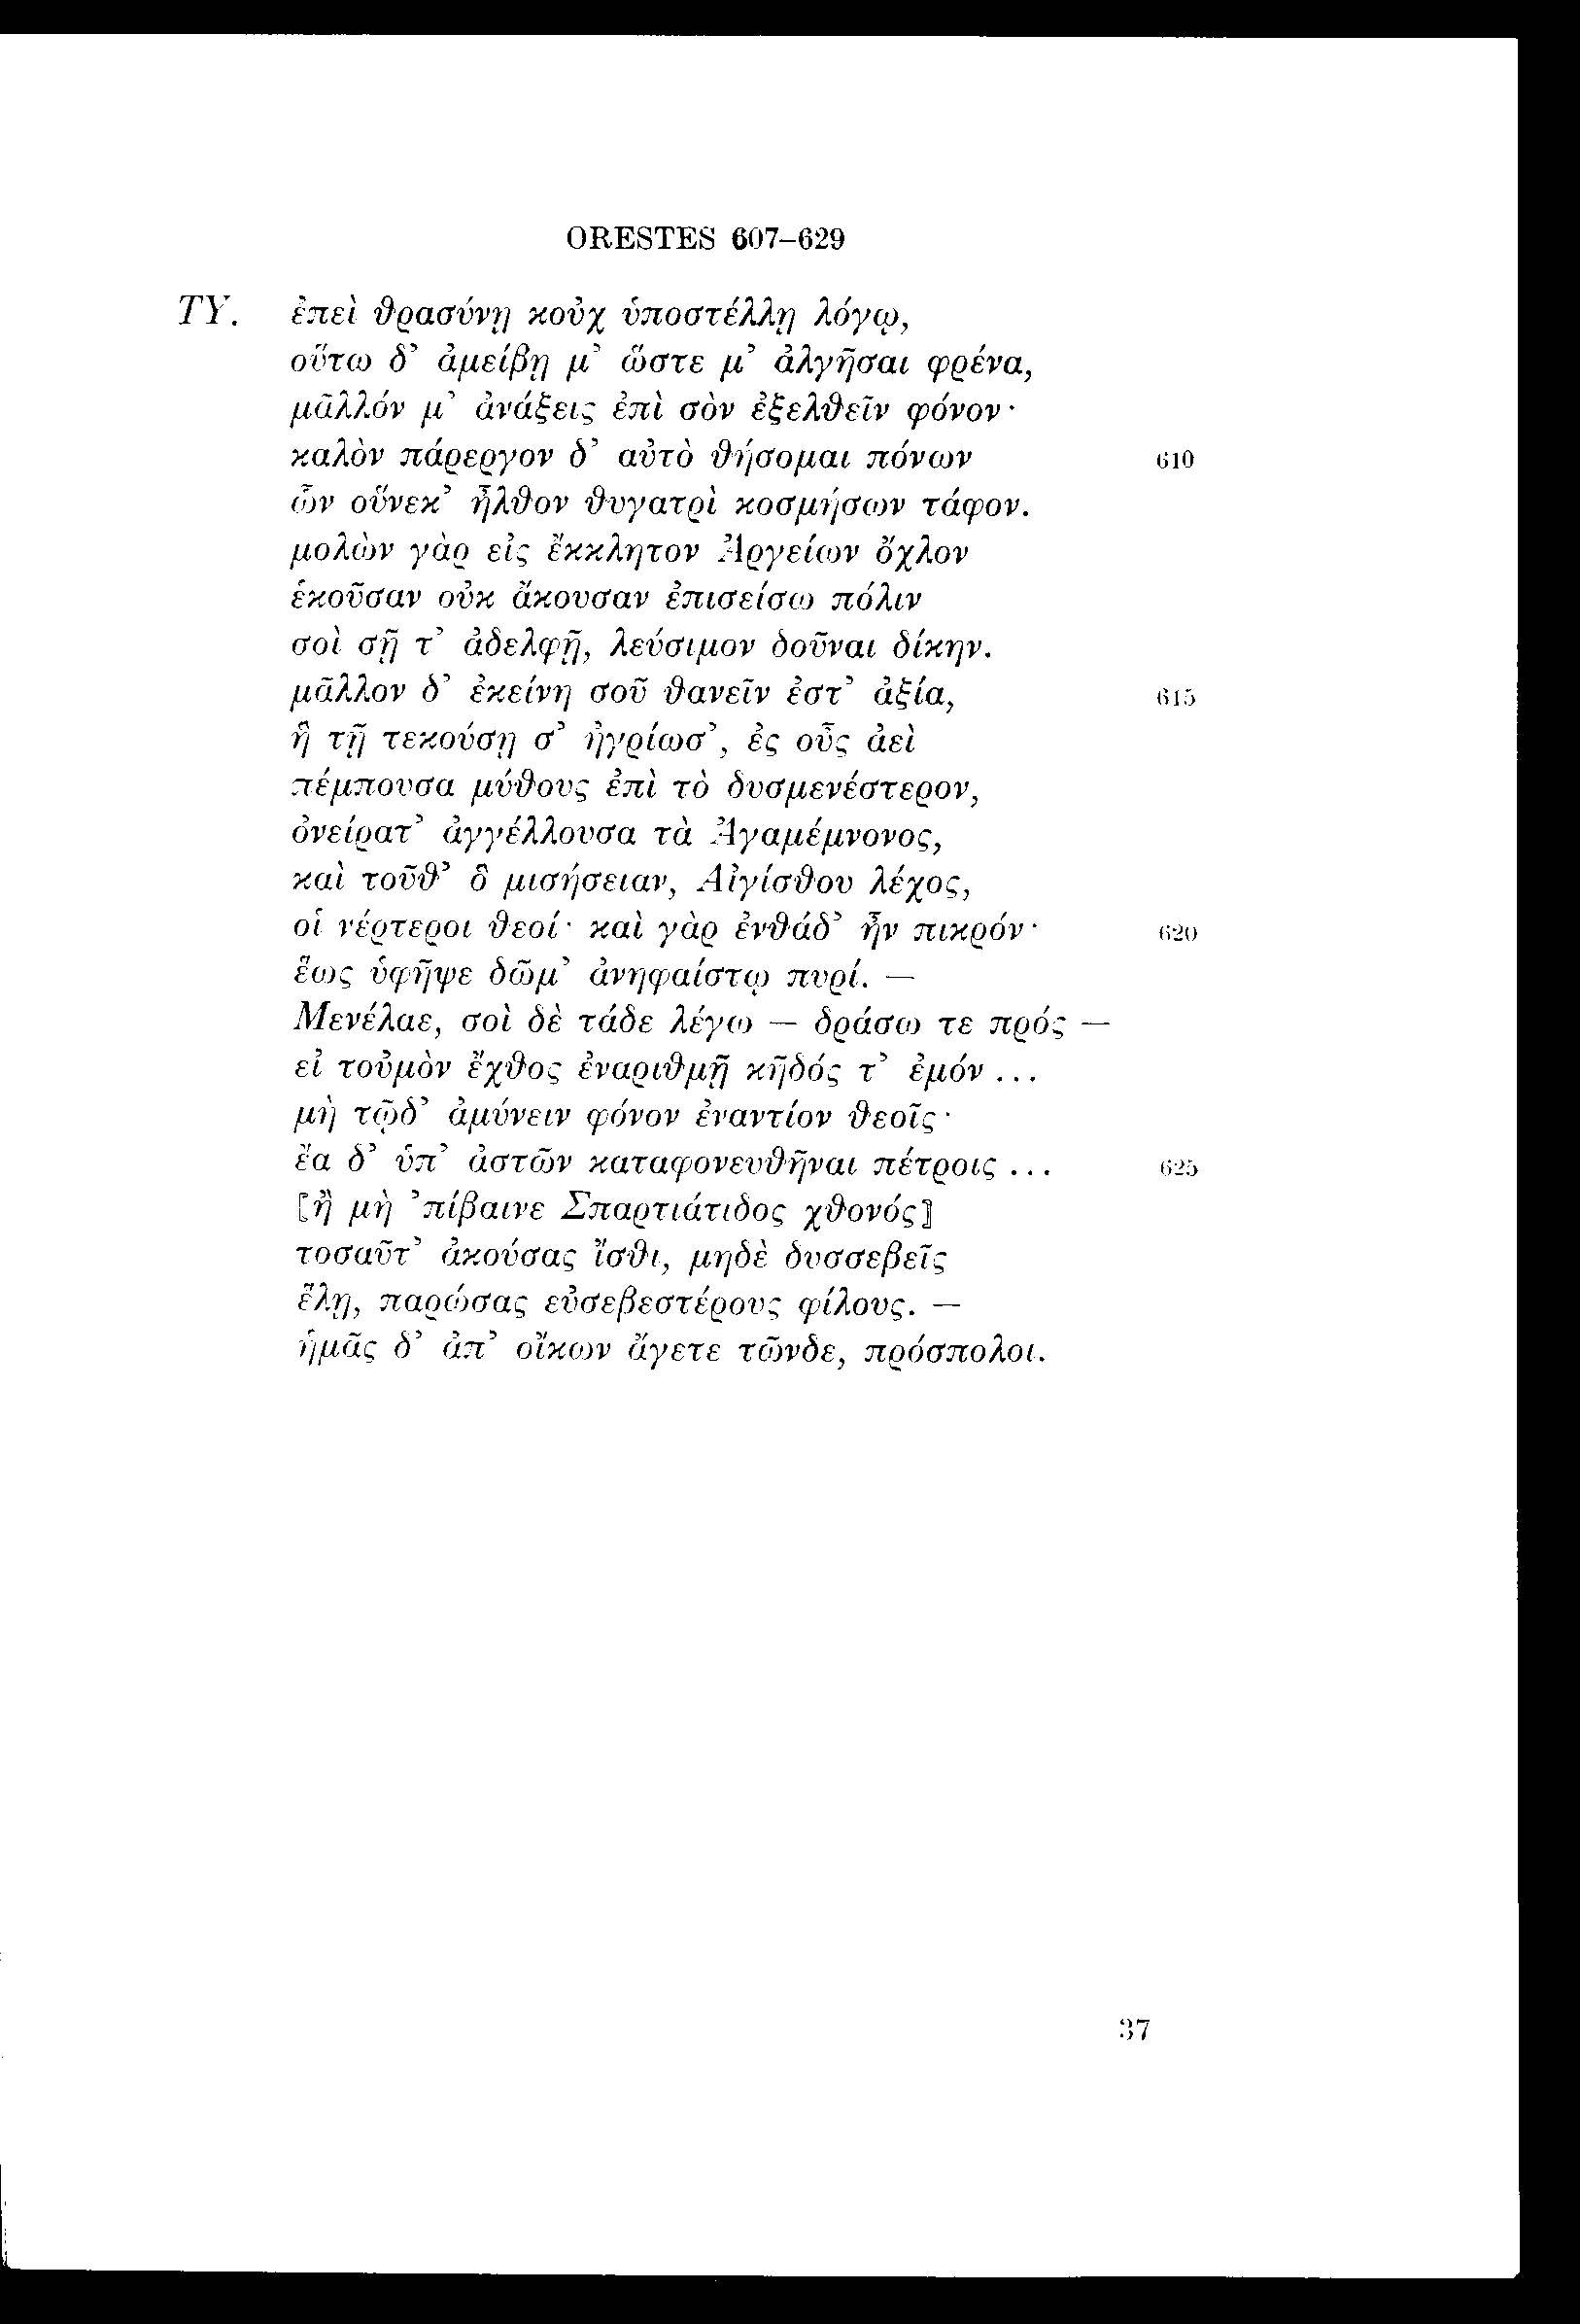 ORESTES 607–629
ΤΥ. ἐπεὶ θρασύνῃ κοὐχ ὑποστέλλῃ λόγῳ,
οὕτω δ’ ἀμείβῃ μ’ ὥστε μ’ ἀλγῆσαι φρένα,
μᾶλλόν μ’ ἀνάξεις ἐπὶ σὸν ἐξελθεῖν φόνον·
καλὸν πάρεργον δ’ αὐτὸ θήσομαι πόνων 610
ὧν οὕνεκ’ ἦλθον θυγατρὶ κοσμήσων τάφον.
μολὼν γὰρ εἰς ἔκκλητον Ἀργείων ὄχλον
ἑκοῦσαν οὐκ ἄκουσαν ἐπισείσω πόλιν
σοὶ σῇ τ’ ἀδελφῇ, λεύσιμον δοῦναι δίκην.
μᾶλλον δ’ ἐκείνη σοῦ θανεῖν ἐστ’ ἀξία, 615
ἣ τῇ τεκούσῃ σ’ ἠγρίωσ’, ἐς οὖς ἀεὶ
πέμπουσα μύθους ἐπὶ τὸ δυσμενέστερον,
ὀνείρατ’ ἀγγέλλουσα τὰ Ἀγαμέμνονος,
καὶ τοῦθ’ ὃ μισήσειαν, Αἰγίσθου λέχος,
οἱ νέρτεροι θεοί· καὶ γὰρ ἐνθάδ’ ἦν πικρόν· 620
ἕως ὑφῆψε δῶμ’ ἀνηφαίστῳ πυρί. —
Μενέλαε, σοὶ δὲ τάδε λέγω — δράσω τε πρός —
εἰ τοὐμὸν ἔχθος ἐναριθμῇ κῆδός τ’ ἐμόν ...
μὴ τῷδ’ ἀμύνειν φόνον ἐναντίον θεοῖς·
ἔα δ’ ὑπ’ ἀστῶν καταφονευθῆναι πέτροις ... 625
[ἢ μὴ ’πίβαινε Σπαρτιάτιδος χθονός]
τοσαῦτ’ ἀκούσας ἴσθι, μηδὲ δυσσεβεῖς
ἕλῃ, παρώσας εὐσεβεστέρους φίλους. —
ἡμᾶς δ’ ἀπ’ οἴκων ἄγετε τῶνδε, πρόσπολοι.
37